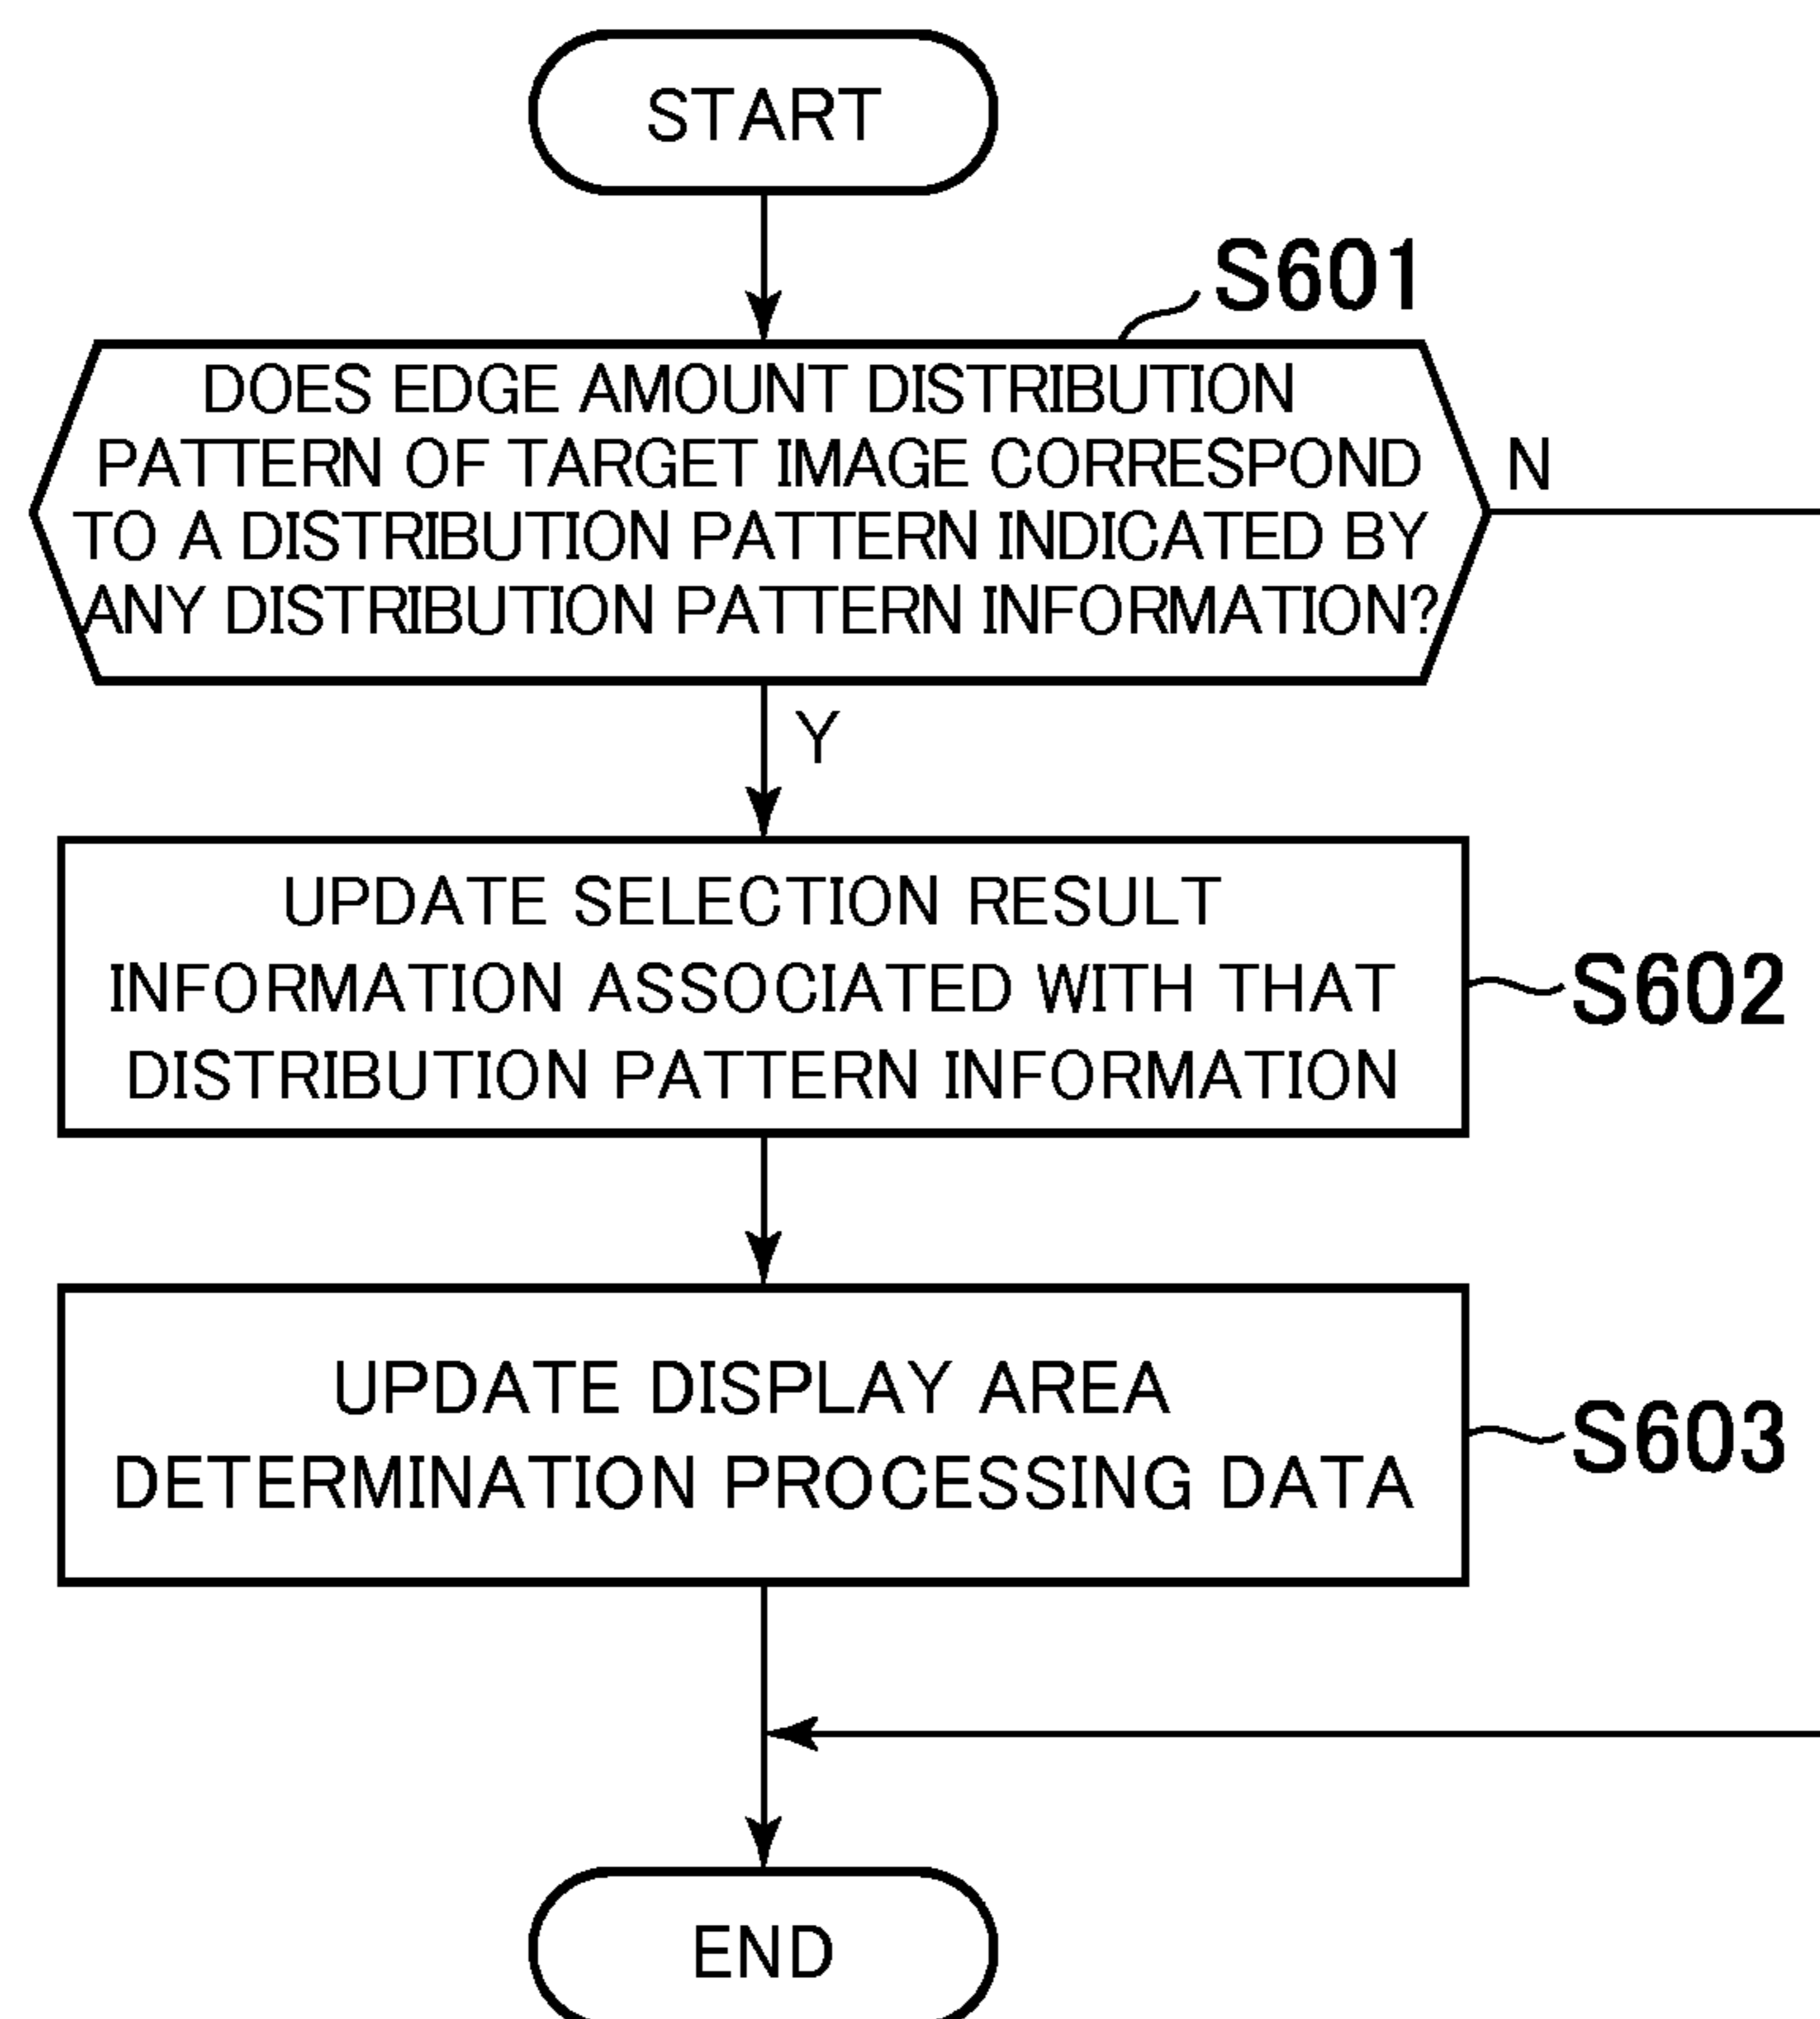 START
S601
DOES EDGE AMOUNT DISTRIBUTION
PATTERN OF TARGET IMAGE CORRESPOND
TO A DISTRIBUTION PATTERN INDICATED BY
ANY DISTRIBUTION PATTERN INFORMATION?
N
Y
UPDATE SELECTION RESULT
INFORMATION ASSOCIATED WITH THAT
DISTRIBUTION PATTERN INFORMATION
S602
UPDATE DISPLAY AREA
DETERMINATION PROCESSING DATA
S603
END